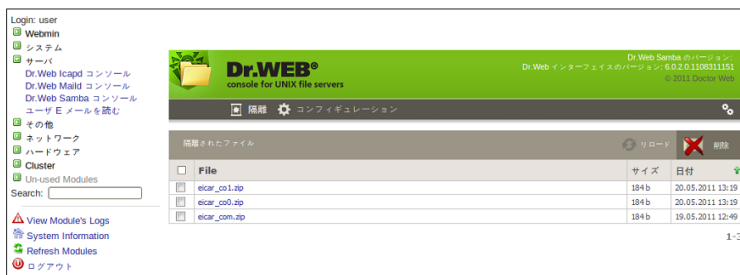 Login: user
Webmin
システム
サーバ
Dr.Web Icapd コンソール
Dr.Web Maild コンソール
Dr.Web Samba コンソール
ユーザ E メールを読む
その他
ネットワーク
ハードウェア
Cluster
Un-used Modules
Search:
View Module's Logs
System Information
Refresh Modules
ログアウト
Dr.WEB®
console for UNIX file servers
Dr.Web Samba のバージョン:
Dr.Web インターフェイスのバージョン: 6.0.2.0.1108311151
© 2011 Doctor Web
隔離 コンフィギュレーション
隔離されたファイル リロード 削除
File サイズ 日付
eicar_co1.zip 184 b 20.05.2011 13:19
eicar_co0.zip 184 b 20.05.2011 13:19
eicar_com.zip 184 b 19.05.2011 12:49
1-3